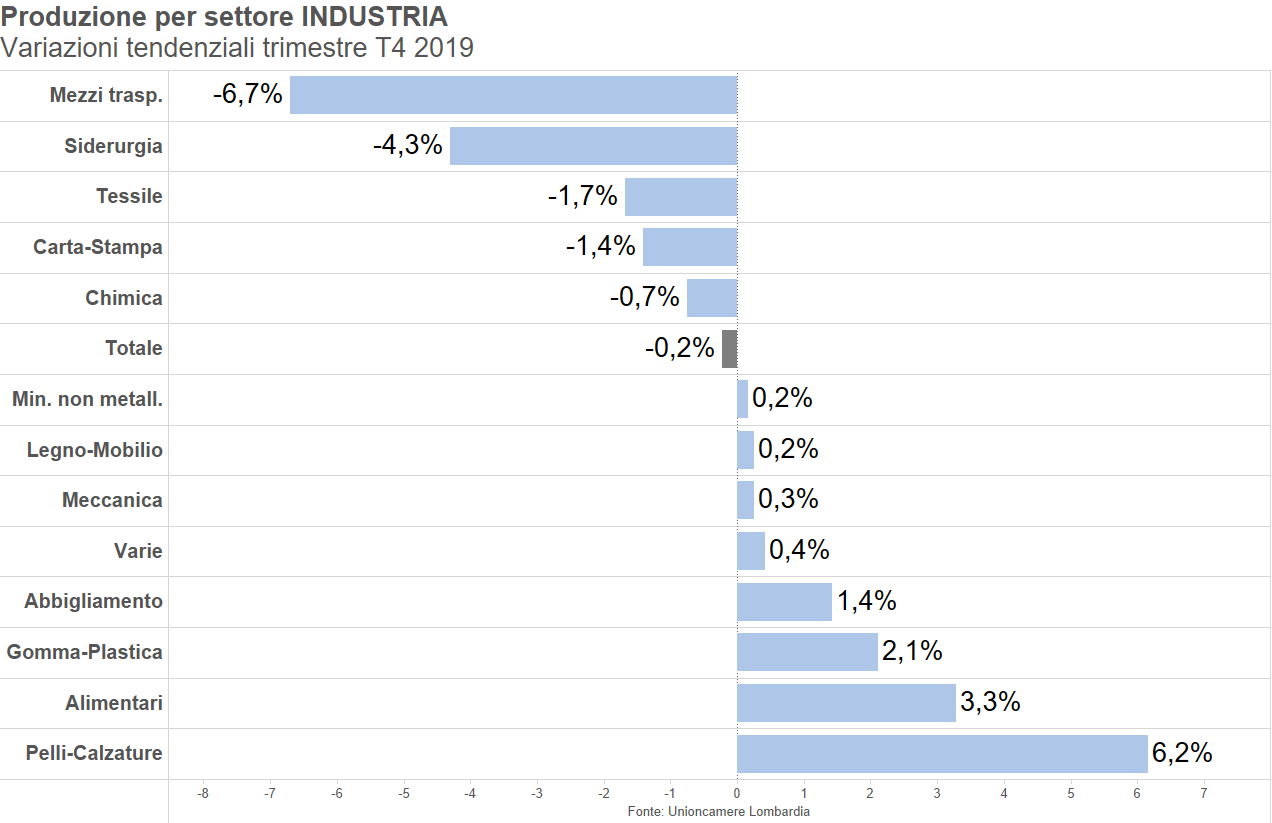 Produzione per settore INDUSTRIA
Variazioni tendenziali trimestre T4 2019
Mezzi trasp. -6,7%
Siderurgia -4,3%
Tessile -1,7%
Carta-Stampa -1,4%
Chimica -0,7%
Totale -0,2%
Min. non metall. 0,2%
Legno-Mobilio 0,2%
Meccanica 0,3%
Varie 0,4%
Abbigliamento 1,4%
Gomma-Plastica 2,1%
Alimentari 3,3%
Pelli-Calzature 6,2%
-8 -7 -6 -5 -4 -3 -2 -1 0 1 2 3 4 5 6 7
Fonte: Unioncamere Lombardia